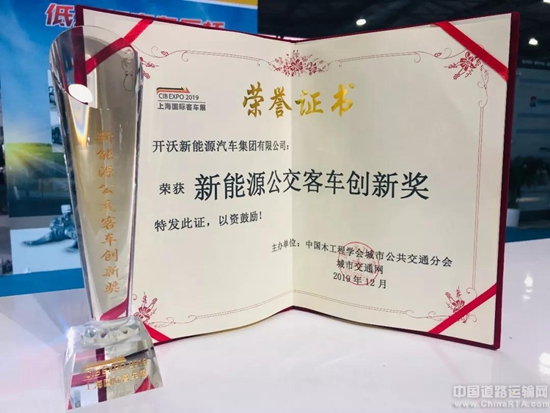 CIB EXPO 2019
上海国际客车展
荣誉证书
开沃新能源汽车集团有限公司：
荣获 新能源公交客车创新奖
特发此证，以资鼓励！
主办单位：中国木工程学会城市公共交通分会
城市交通网
2019年12月
新能源公交客车创新奖
中国道路运输网
www.ChinaRTA.com